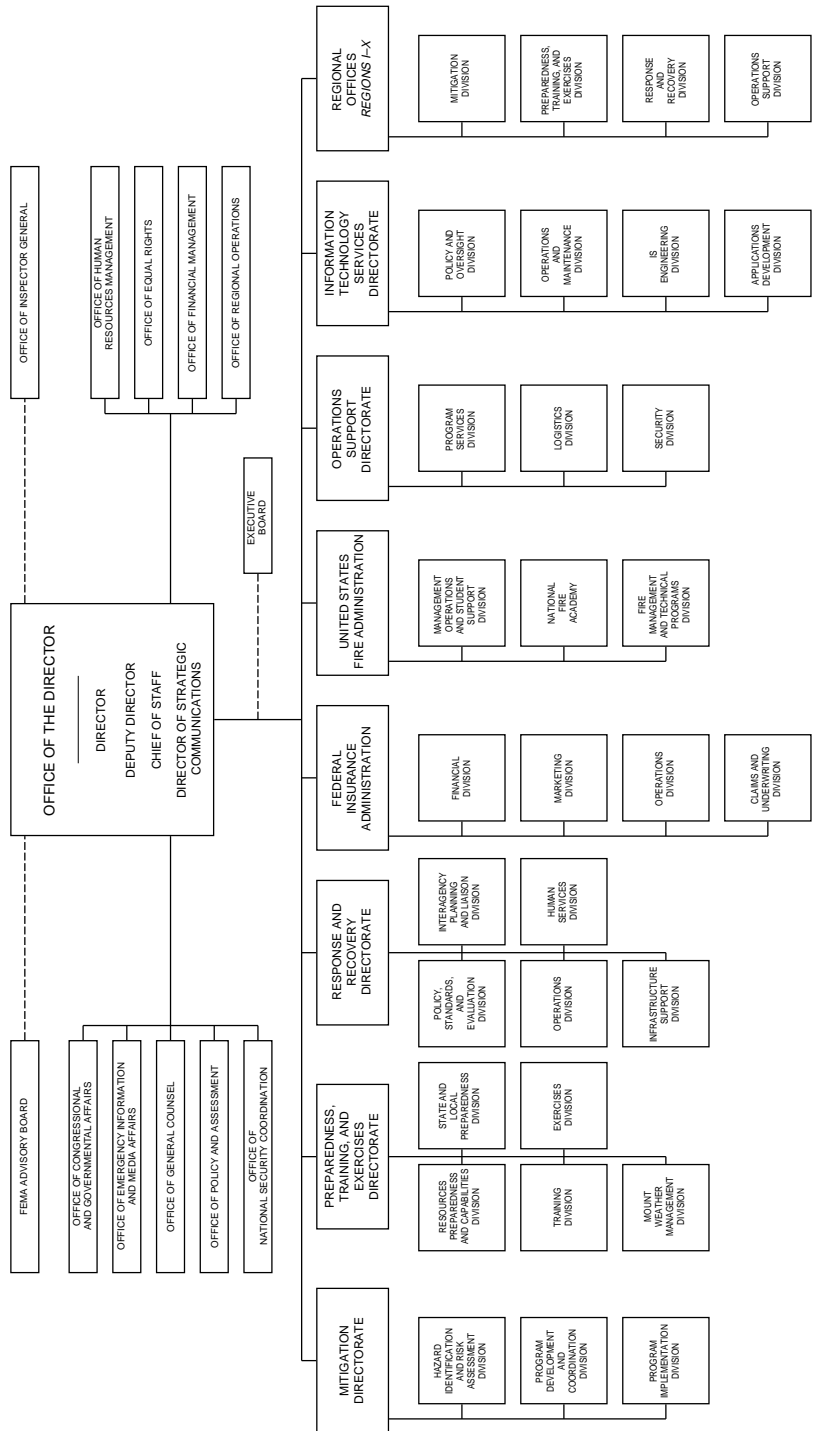 FEMA ADVISORY BOARD
OFFICE OF THE DIRECTOR
DIRECTOR
DEPUTY DIRECTOR
CHIEF OF STAFF
DIRECTOR OF STRATEGIC
COMMUNICATIONS
OFFICE OF INSPECTOR GENERAL
OFFICE OF CONGRESSIONAL
AND GOVERNMENTAL AFFAIRS
OFFICE OF EMERGENCY INFORMATION
AND MEDIA AFFAIRS
OFFICE OF GENERAL COUNSEL
OFFICE OF POLICY AND ASSESSMENT
OFFICE OF
NATIONAL SECURITY COORDINATION
OFFICE OF HUMAN
RESOURCES MANAGEMENT
OFFICE OF EQUAL RIGHTS
OFFICE OF FINANCIAL MANAGEMENT
OFFICE OF REGIONAL OPERATIONS
EXECUTIVE
BOARD
MITIGATION
DIRECTORATE
HAZARD
IDENTIFICATION
AND RISK
ASSESSMENT
DIVISION
PROGRAM
DEVELOPMENT
AND
COORDINATION
DIVISION
PROGRAM
IMPLEMENTATION
DIVISION
PREPAREDNESS,
TRAINING, AND
EXERCISES
DIRECTORATE
RESOURCES
PREPAREDNESS
AND CAPABILITIES
DIVISION
STATE AND
LOCAL
PREPAREDNESS
DIVISION
TRAINING
DIVISION
EXERCISES
DIVISION
MOUNT
WEATHER
MANAGEMENT
DIVISION
RESPONSE AND
RECOVERY
DIRECTORATE
POLICY,
STANDARDS,
AND
EVALUATION
DIVISION
INTERAGENCY
PLANNING
AND LIAISON
DIVISION
OPERATIONS
DIVISION
HUMAN
SERVICES
DIVISION
INFRASTRUCTURE
SUPPORT
DIVISION
FEDERAL
INSURANCE
ADMINISTRATION
FINANCIAL
DIVISION
MARKETING
DIVISION
OPERATIONS
DIVISION
CLAIMS AND
UNDERWRITING
DIVISION
UNITED STATES
FIRE ADMINISTRATION
MANAGEMENT
OPERATIONS
AND STUDENT
SUPPORT
DIVISION
NATIONAL
FIRE
ACADEMY
FIRE
MANAGEMENT
AND TECHNICAL
PROGRAMS
DIVISION
OPERATIONS
SUPPORT
DIRECTORATE
PROGRAM
SERVICES
DIVISION
LOGISTICS
DIVISION
SECURITY
DIVISION
INFORMATION
TECHNOLOGY
SERVICES
DIRECTORATE
POLICY AND
OVERSIGHT
DIVISION
OPERATIONS
AND
MAINTENANCE
DIVISION
IS
ENGINEERING
DIVISION
APPLICATIONS
DEVELOPMENT
DIVISION
REGIONAL
OFFICES
REGIONS I–X
MITIGATION
DIVISION
PREPAREDNESS,
TRAINING, AND
EXERCISES
DIVISION
RESPONSE
AND
RECOVERY
DIVISION
OPERATIONS
SUPPORT
DIVISION